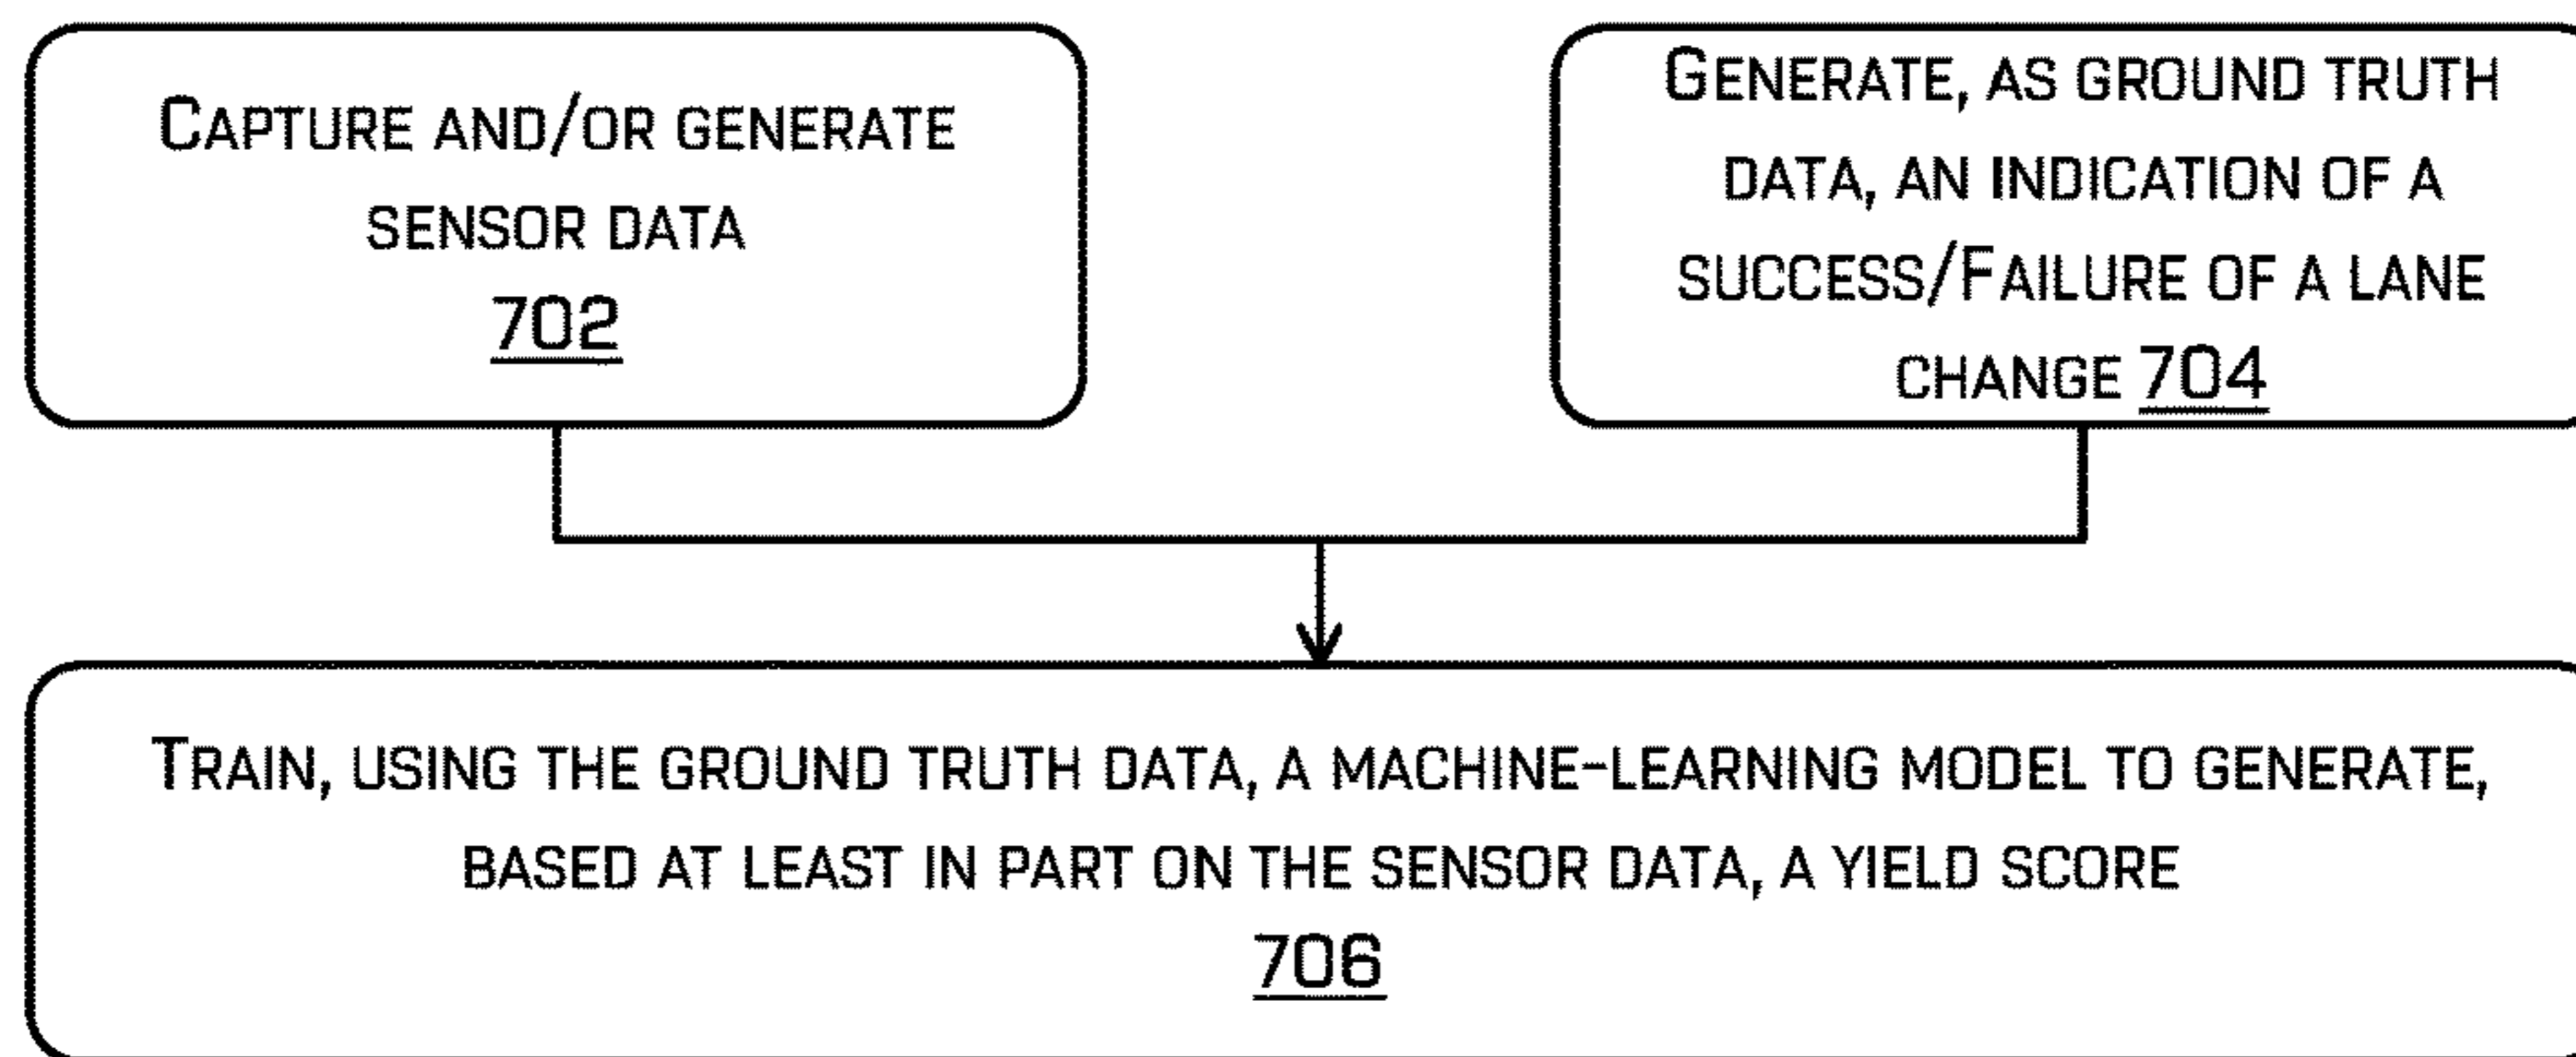 Capture and/or generate
sensor data
702
Generate, as ground truth
data, an indication of a
success/Failure of a lane
change 704
Train, using the ground truth data, a machine-learning model to generate,
based at least in part on the sensor data, a yield score
706